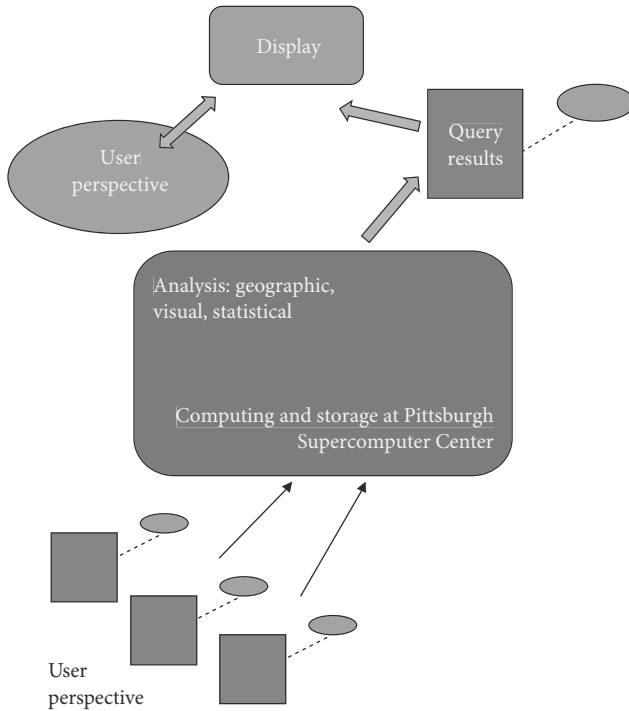 Display
User
perspective
Query
results
Analysis: geographic,
visual, statistical
Computing and storage at Pittsburgh
Supercomputer Center
User
perspective